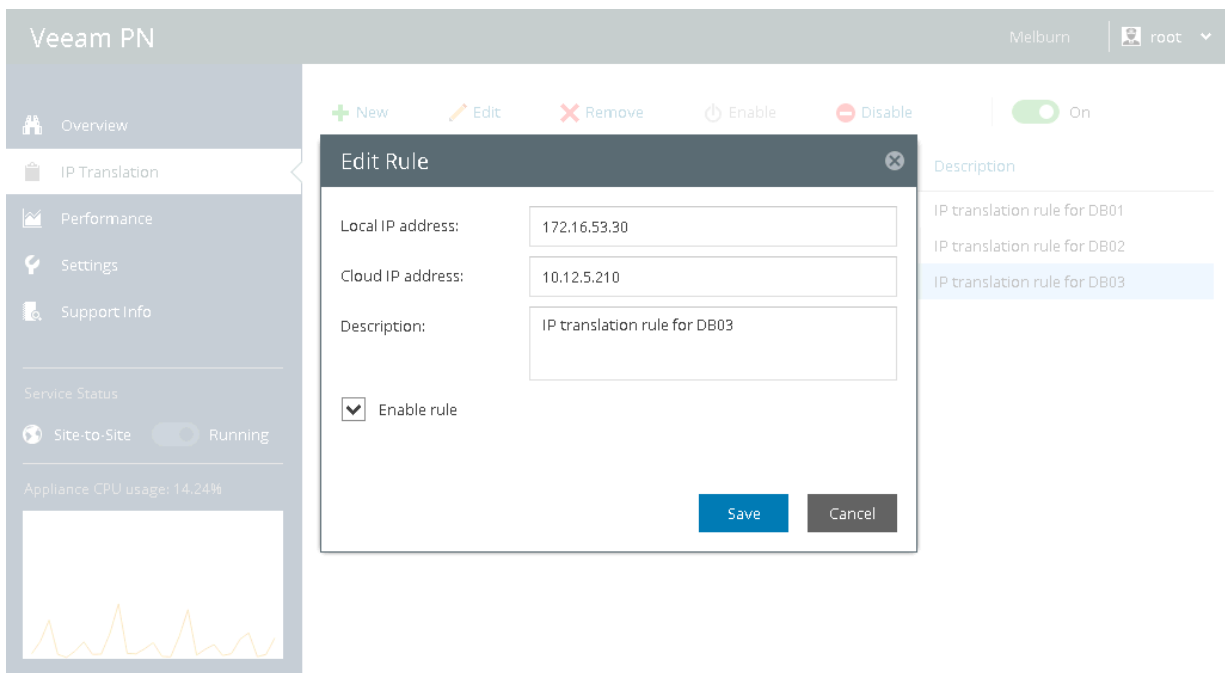 Veeam PN
Melburn
root
Overview
IP Translation
Performance
Settings
Support Info
Service Status
Site-to-Site Running
Appliance CPU usage: 14.24%
New Edit Remove Enable Disable On
Description
IP translation rule for DB01
IP translation rule for DB02
IP translation rule for DB03
Edit Rule
Local IP address: 172.16.53.30
Cloud IP address: 10.12.5.210
Description: IP translation rule for DB03
Enable rule
Save Cancel